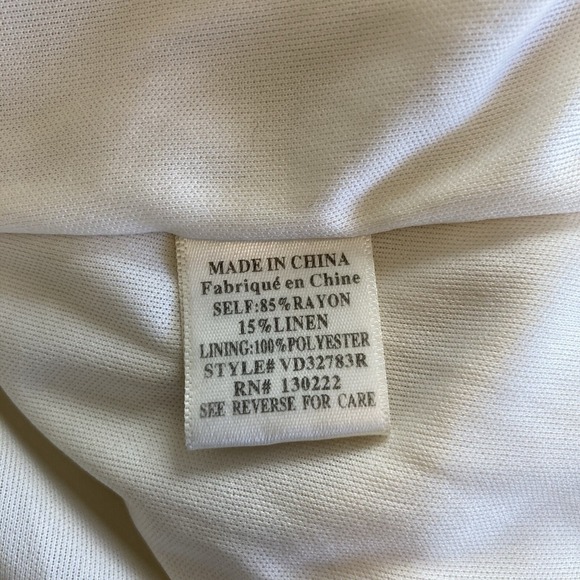 MADE IN CHINA
Fabriqué en Chine
SELF:85%RAYON
15%LINEN
LINING:100%POLYESTER
STYLE# VD32783R
RN# 130222
SEE REVERSE FOR CARE